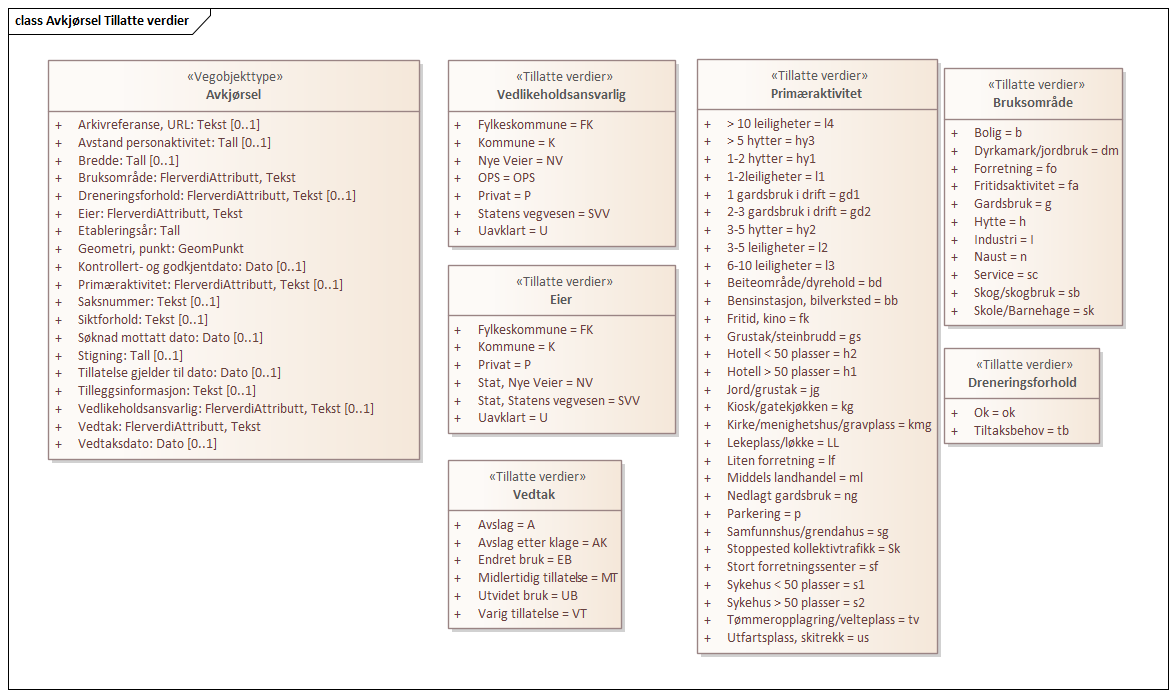 class Avkjørsel Tillatte verdier
«Vegobjekttype»
Avkjørsel
+ Arkivreferanse, URL: Tekst [0..1]
+ Avstand personaktivitet: Tall [0..1]
+ Bredde: Tall [0..1]
+ Bruksområde: FlerverdiAttributt, Tekst
+ Dreneringsforhold: FlerverdiAttributt, Tekst [0..1]
+ Eier: FlerverdiAttributt, Tekst
+ Etableringsår: Tall
+ Geometri, punkt: GeomPunkt
+ Kontrollert- og godkjentdato: Dato [0..1]
+ Primæraktivitet: FlerverdiAttributt, Tekst [0..1]
+ Saksnummer: Tekst [0..1]
+ Siktforhold: Tekst [0..1]
+ Søknad mottatt dato: Dato [0..1]
+ Stigning: Tall [0..1]
+ Tillatelse gjelder til dato: Dato [0..1]
+ Tilleggsinformasjon: Tekst [0..1]
+ Vedlikeholdsansvarlig: FlerverdiAttributt, Tekst [0..1]
+ Vedtak: FlerverdiAttributt, Tekst
+ Vedtaksdato: Dato [0..1]
«Tillatte verdier»
Vedlikeholdsansvarlig
+ Fylkeskommune = FK
+ Kommune = K
+ Nye Veier = NV
+ OPS = OPS
+ Privat = P
+ Statens vegvesen = SVV
+ Uavklart = U
«Tillatte verdier»
Eier
+ Fylkeskommune = FK
+ Kommune = K
+ Privat = P
+ Stat, Nye Veier = NV
+ Stat, Statens vegvesen = SVV
+ Uavklart = U
«Tillatte verdier»
Vedtak
+ Avslag = A
+ Avslag etter klage = AK
+ Endret bruk = EB
+ Midlertidig tillatelse = MT
+ Utvidet bruk = UB
+ Varig tillatelse = VT
«Tillatte verdier»
Primæraktivitet
+ > 10 leiligheter = l4
+ > 5 hytter = hy3
+ 1-2 hytter = hy1
+ 1-2leiligheter = l1
+ 1 gardsbruk i drift = gd1
+ 2-3 gardsbruk i drift = gd2
+ 3-5 hytter = hy2
+ 3-5 leiligheter = l2
+ 6-10 leiligheter = l3
+ Beiteområde/dyrehold = bd
+ Bensinstasjon, bilverksted = bb
+ Fritid, kino = fk
+ Grustak/steinbrudd = gs
+ Hotell < 50 plasser = h2
+ Hotell > 50 plasser = h1
+ Jord/grustak = jg
+ Kiosk/gatekjøkken = kg
+ Kirke/menighetshus/gravplass = kmg
+ Lekeplass/løkke = LL
+ Liten forretning = lf
+ Middels landhandel = ml
+ Nedlagt gardsbruk = ng
+ Parkering = p
+ Samfunnshus/grendahus = sg
+ Stoppested kollektivtrafikk = Sk
+ Stort forretningssenter = sf
+ Sykehus < 50 plasser = s1
+ Sykehus > 50 plasser = s2
+ Tømmeropplagring/velteplass = tv
+ Utfartsplass, skitrekk = us
«Tillatte verdier»
Bruksområde
+ Bolig = b
+ Dyrkamark/jordbruk = dm
+ Forretning = fo
+ Fritidsaktivitet = fa
+ Gardsbruk = g
+ Hytte = h
+ Industri = I
+ Naust = n
+ Service = sc
+ Skog/skogbruk = sb
+ Skole/Barnehage = sk
«Tillatte verdier»
Dreneringsforhold
+ Ok = ok
+ Tiltaksbehov = tb